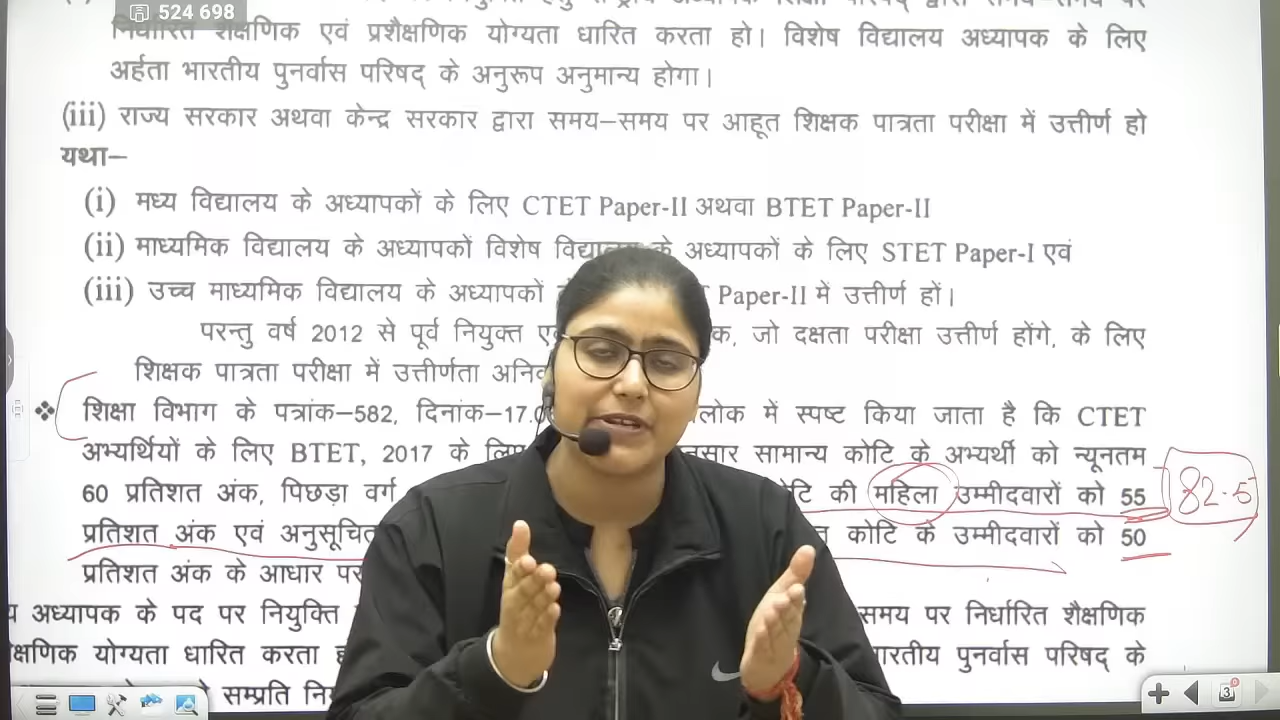 524 698
निर्धारित शैक्षणिक एवं प्रशैक्षणिक योग्यता धारित करता हो। विशेष विद्यालय अध्यापक के लिए
अर्हता भारतीय पुनर्वास परिषद् के अनुरूप अनुमान्य होगा।
(iii) राज्य सरकार अथवा केन्द्र सरकार द्वारा समय–समय पर आहूत शिक्षक पात्रता परीक्षा में उत्तीर्ण हो
यथा–
(i) मध्य विद्यालय के अध्यापकों के लिए CTET Paper-II अथवा BTET Paper-II
(ii) माध्यमिक विद्यालय के अध्यापकों विशेष विद्यालय के अध्यापकों के लिए STET Paper-I एवं
(iii) उच्च माध्यमिक विद्यालय के अध्यापकों Paper-II में उत्तीर्ण हों।
परन्तु वर्ष 2012 से पूर्व नियुक्त जो दक्षता परीक्षा उत्तीर्ण होंगे, के लिए
शिक्षक पात्रता परीक्षा में उत्तीर्णता
❖ शिक्षा विभाग के पत्रांक–582, दिनांक–17.0 लोक में स्पष्ट किया जाता है कि CTET
अभ्यर्थियों के लिए BTET, 2017 के लिए सामान्य कोटि के अभ्यर्थी को न्यूनतम
60 प्रतिशत अंक, पिछड़ा वर्ग की महिला उम्मीदवारों को 55 82.5
प्रतिशत अंक एवं अनुसूचित कोटि के उम्मीदवारों को 50
प्रतिशत अंक के आधार पर
अध्यापक के पद पर नियुक्ति समय पर निर्धारित शैक्षणिक
क्षणिक योग्यता धारित करता पुनर्वास परिषद् के
सम्प्रति
3